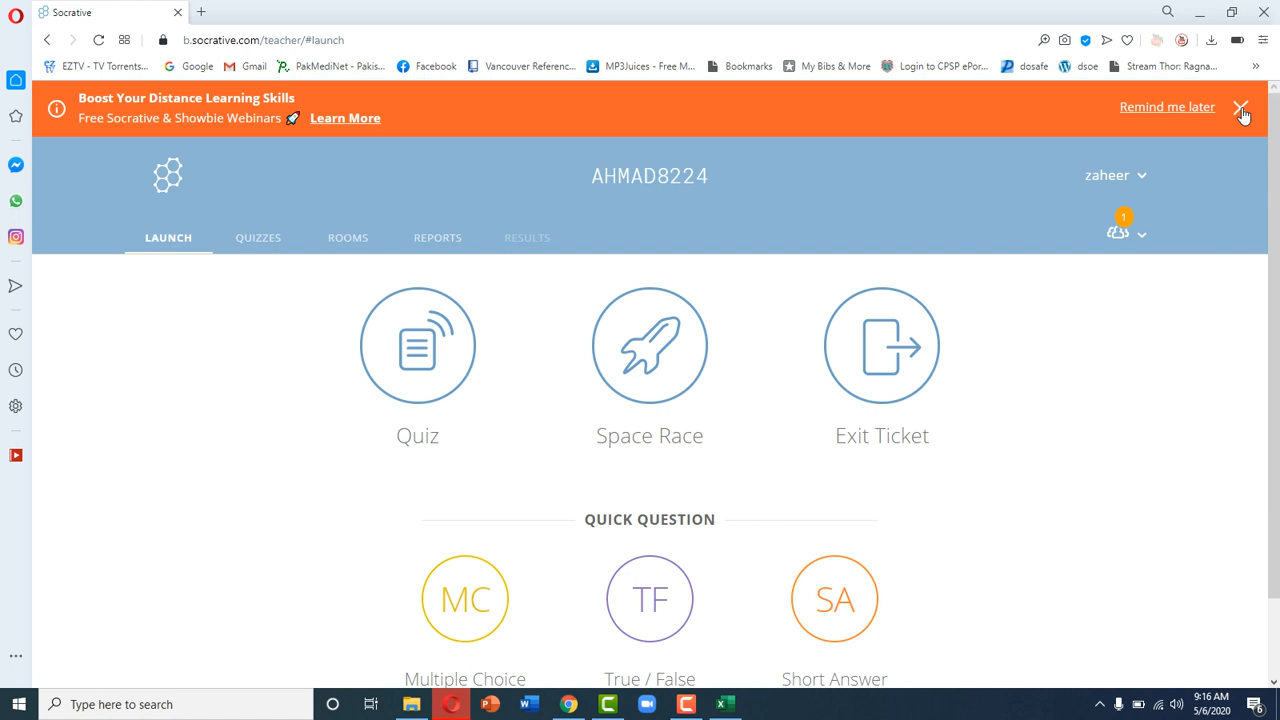 Socrative
b.socrative.com/teacher/#launch
EZTV - TV Torrents... Google Gmail PakMediNet - Pakis... Facebook Vancouver Referenc... MP3Juices - Free M... Bookmarks My Bibs & More Login to CPSP ePor... dosafe dsoe Stream Thor: Ragna...
Boost Your Distance Learning Skills
Free Socrative & Showbie Webinars 🚀 Learn More
Remind me later
AHMAD8224
zaheer
1
LAUNCH QUIZZES ROOMS REPORTS RESULTS
Quiz Space Race Exit Ticket
QUICK QUESTION
MC TF SA
Multiple Choice True / False Short Answer
Type here to search
9:16 AM
5/6/2020
6